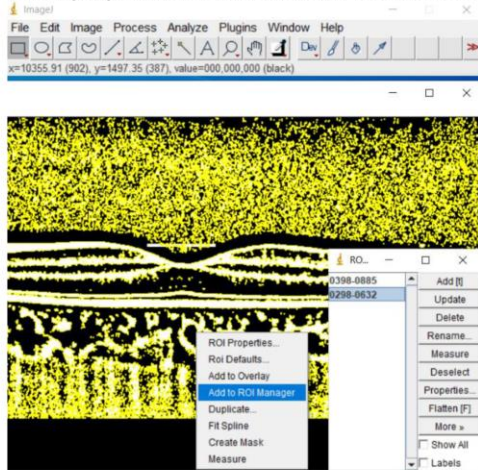 ImageJ
File Edit Image Process Analyze Plugins Window Help
A Dev
x=10355.91 (902), y=1497.35 (387), value=000,000,000 (black)
RO...
0398-0885
0298-0632
Add [t]
Update
Delete
Rename...
Measure
Deselect
Properties...
Flatten [F]
More »
Show All
Labels
ROI Properties...
Roi Defaults...
Add to Overlay
Add to ROI Manager
Duplicate...
Fit Spline
Create Mask
Measure